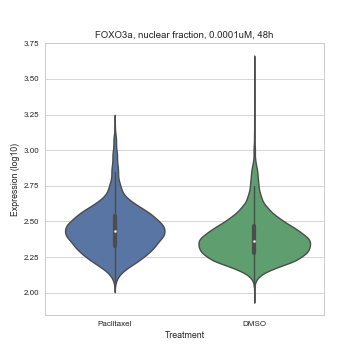 FOXO3a, nuclear fraction, 0.0001uM, 48h
3.75
3.50
3.25
3.00
2.75
2.50
2.25
2.00
Expression (log10)
Paclitaxel DMSO
Treatment